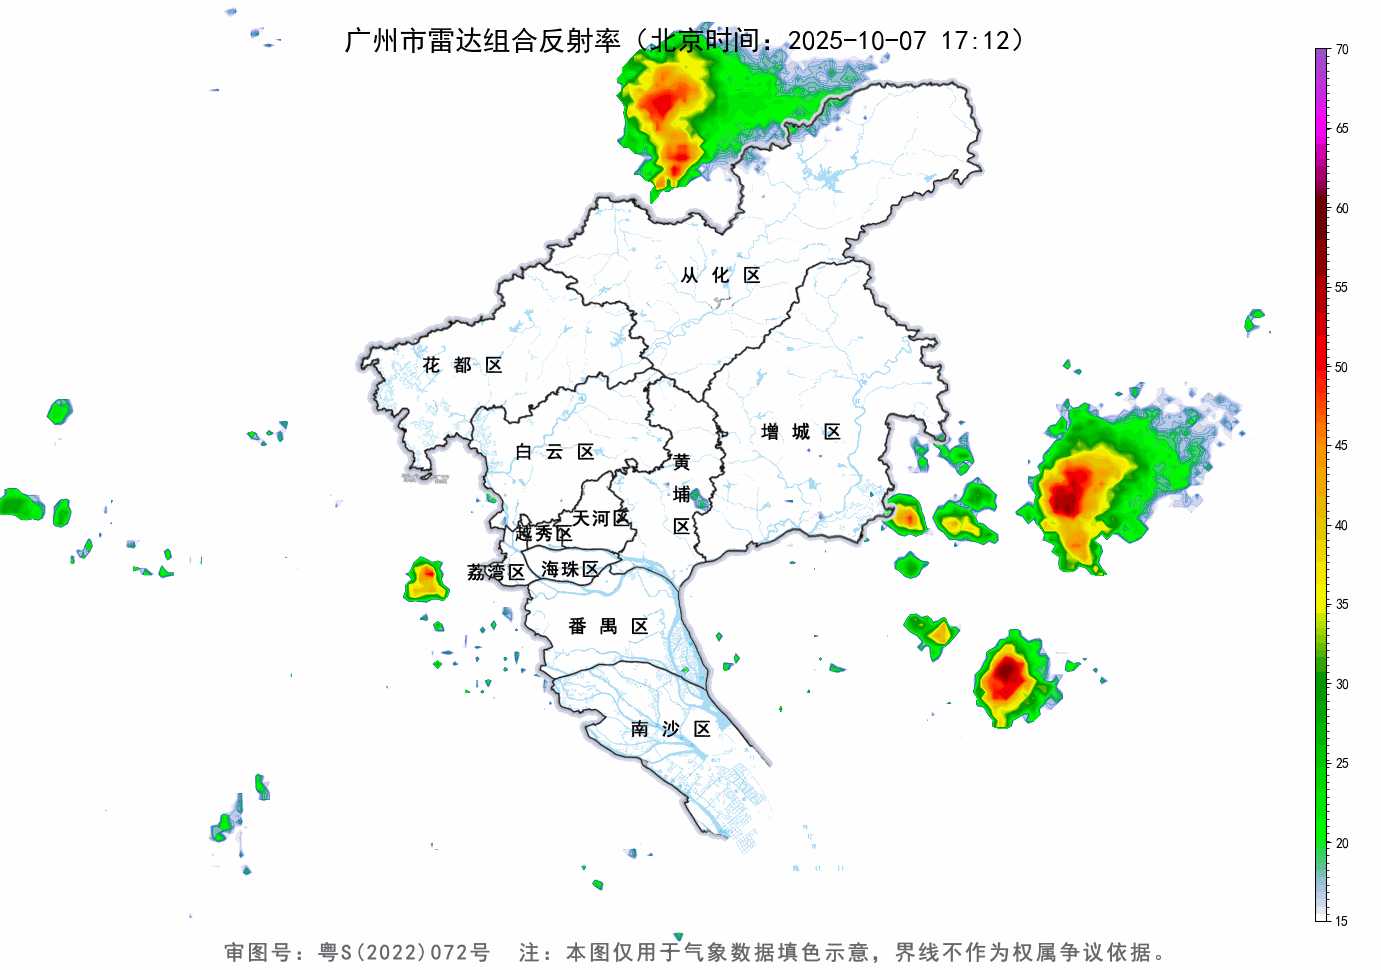 广州市雷达组合反射率（北京时间：2025-10-07 17:12）
70
65
60
55
50
45
40
35
30
25
20
15
从化区
花都区
增城区
白云区
黄埔区
天河区
越秀区
荔湾区
海珠区
番禺区
南沙区
审图号：粤S(2022)072号 注：本图仅用于气象数据填色示意，界线不作为权属争议依据。